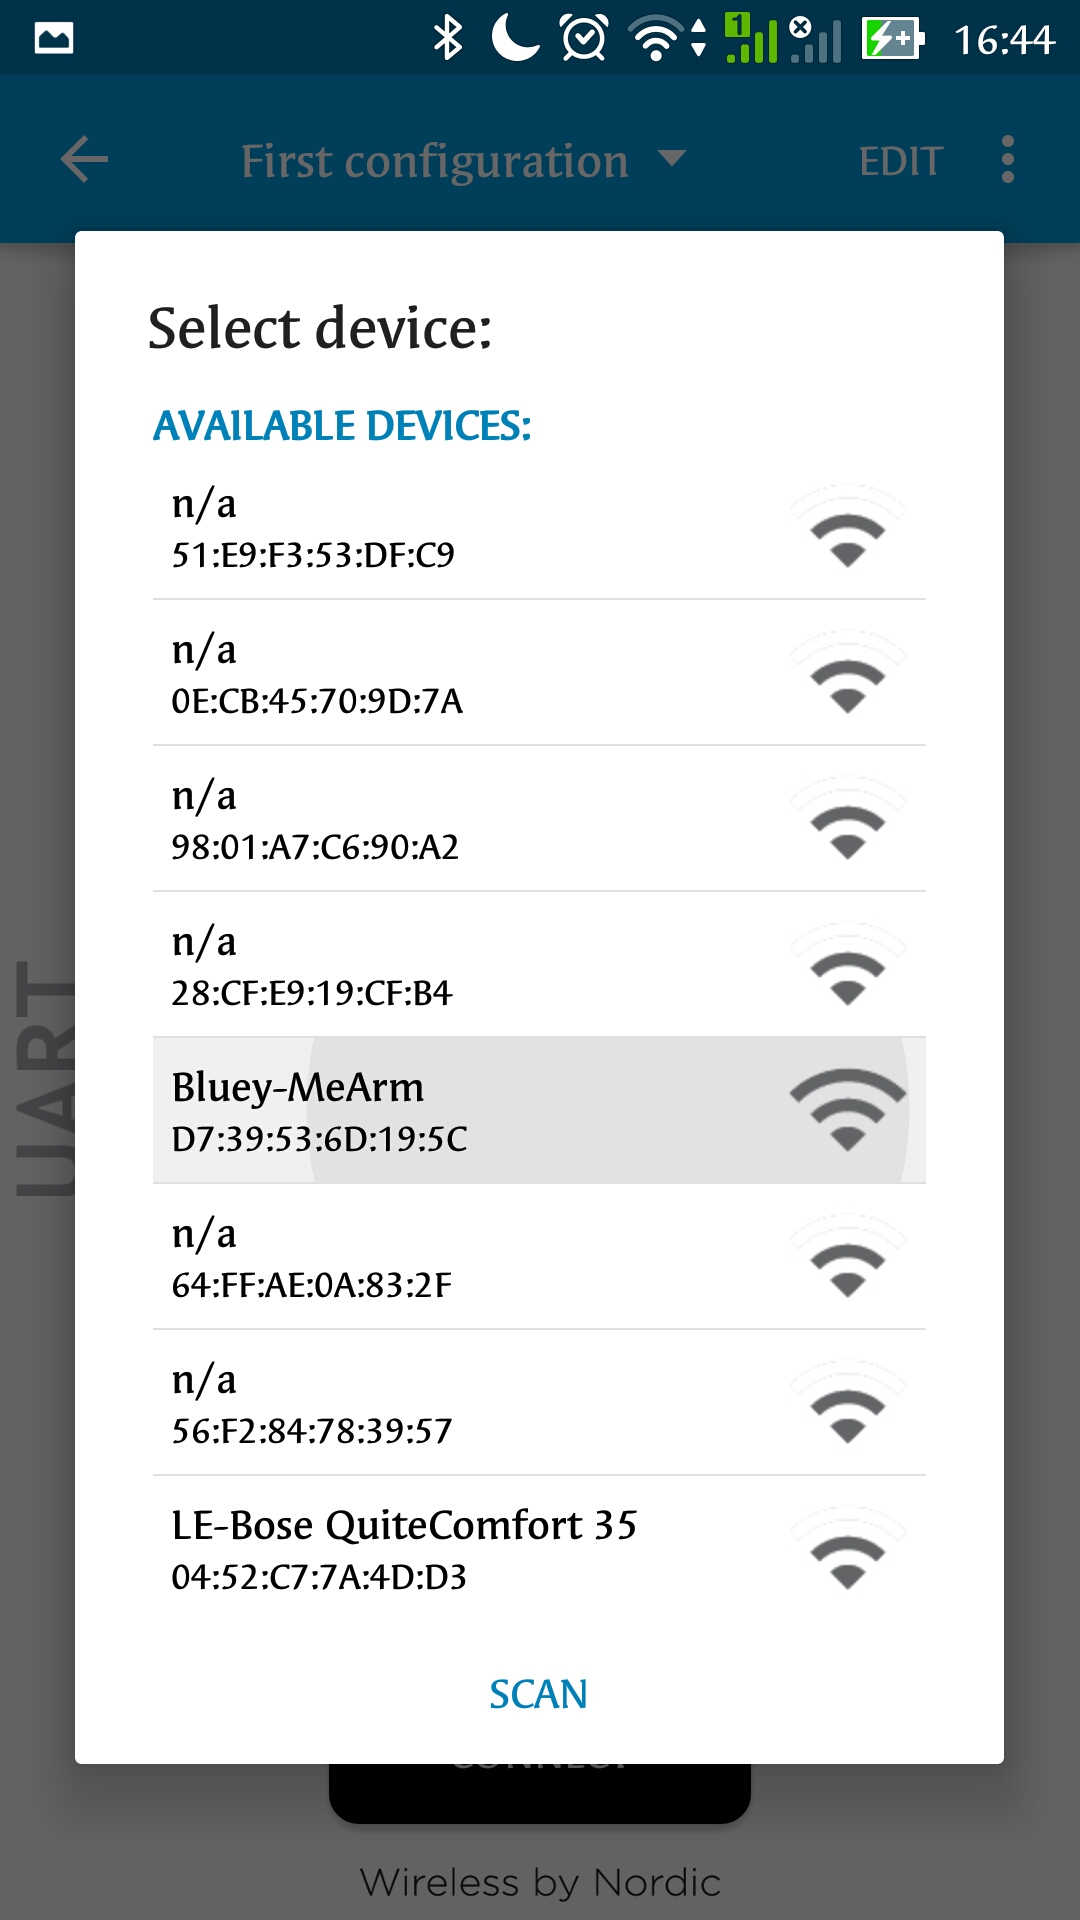 1
16:44
First configuration
EDIT
Select device:
AVAILABLE DEVICES:
n/a
51:E9:F3:53:DF:C9
n/a
0E:CB:45:70:9D:7A
n/a
98:01:A7:C6:90:A2
n/a
28:CF:E9:19:CF:B4
Bluey-MeArm
D7:39:53:6D:19:5C
n/a
64:FF:AE:0A:83:2F
n/a
56:F2:84:78:39:57
LE-Bose QuiteComfort 35
04:52:C7:7A:4D:D3
SCAN
UART
CONNECT
Wireless by Nordic